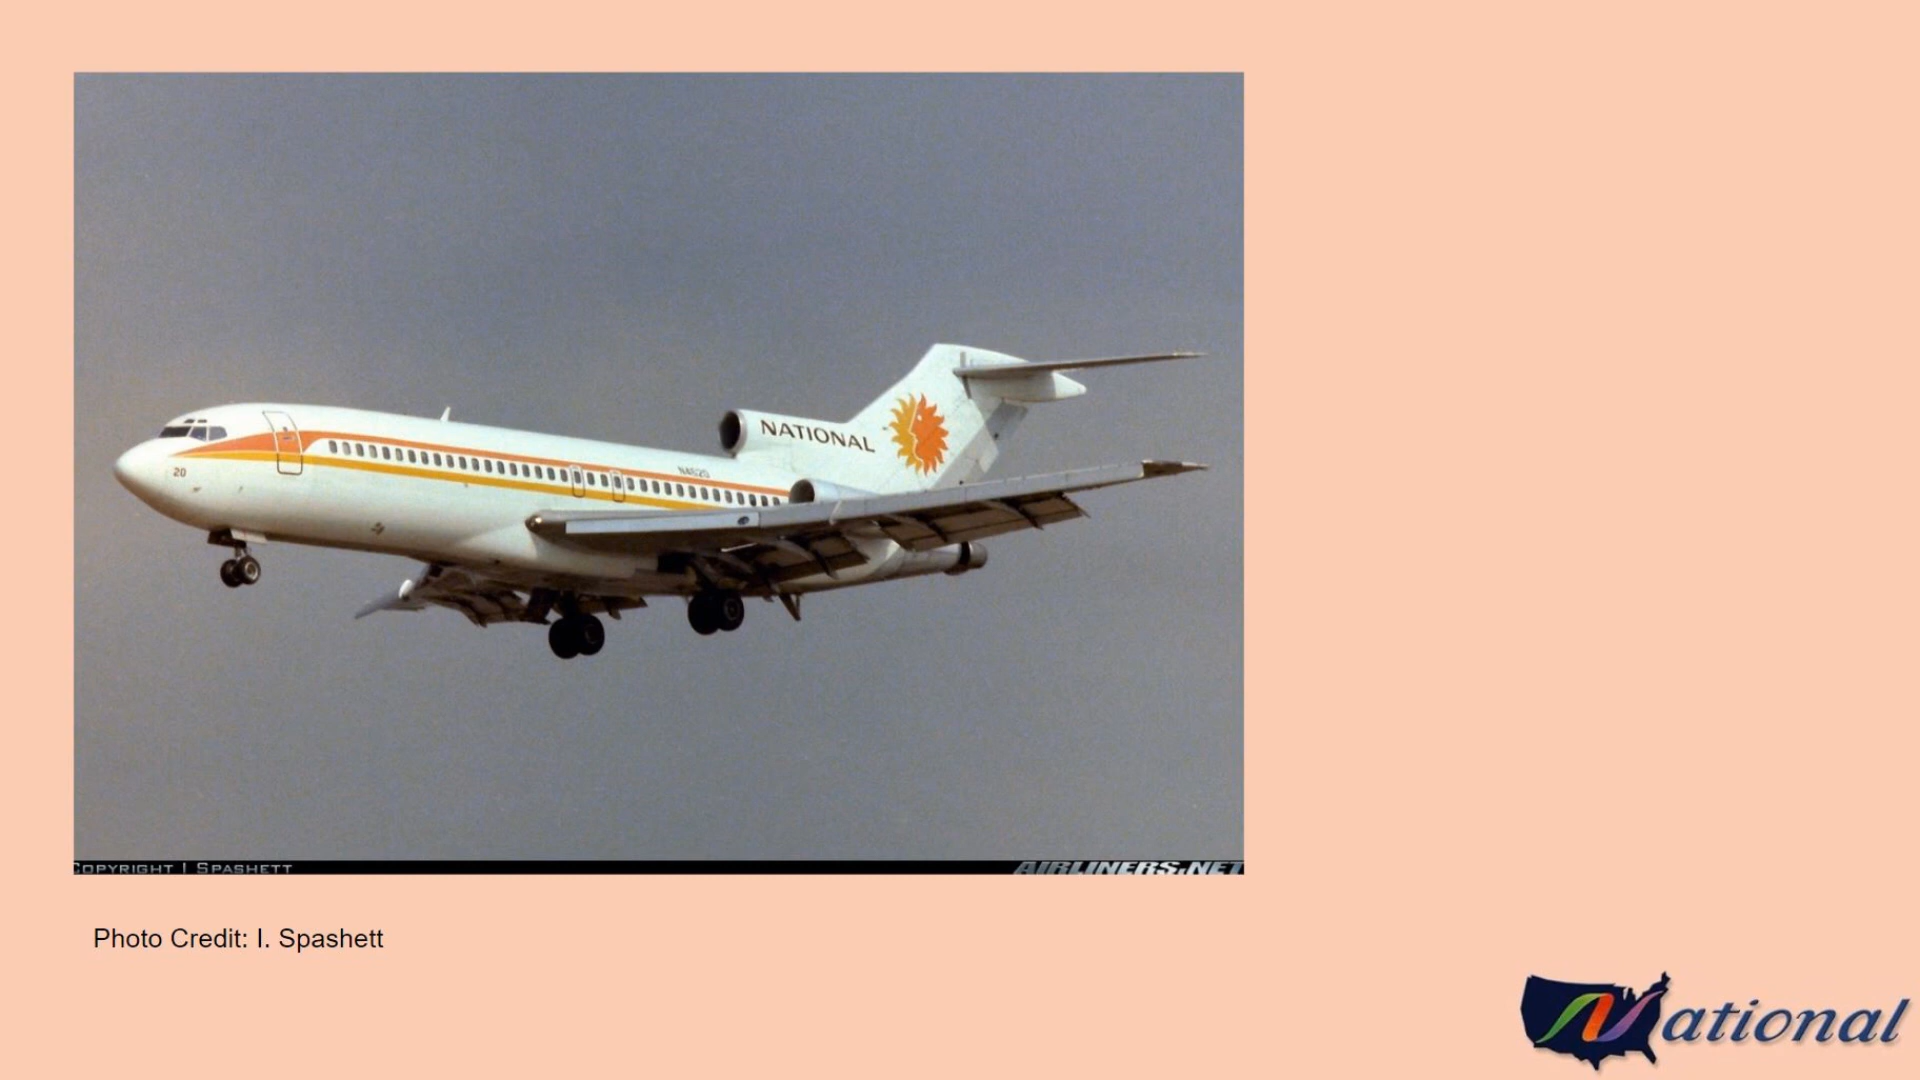 NATIONAL
20
COPYRIGHT I SPASHETT
AIRLINERS.NET
Photo Credit: I. Spashett
National